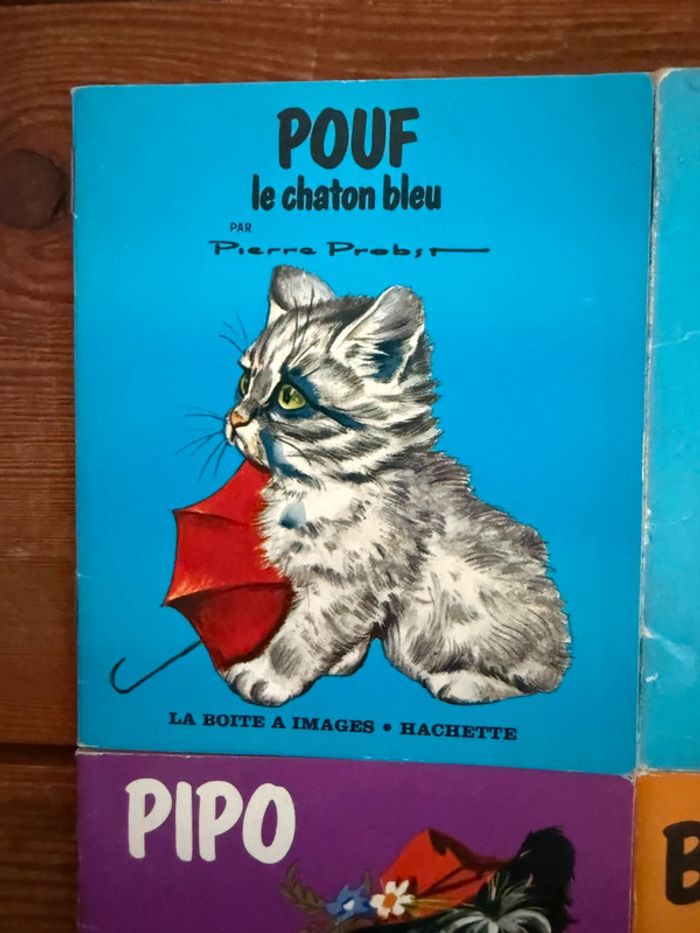 POUF
le chaton bleu
PAR
Pierre Probst
LA BOITE A IMAGES • HACHETTE
PIPO
B